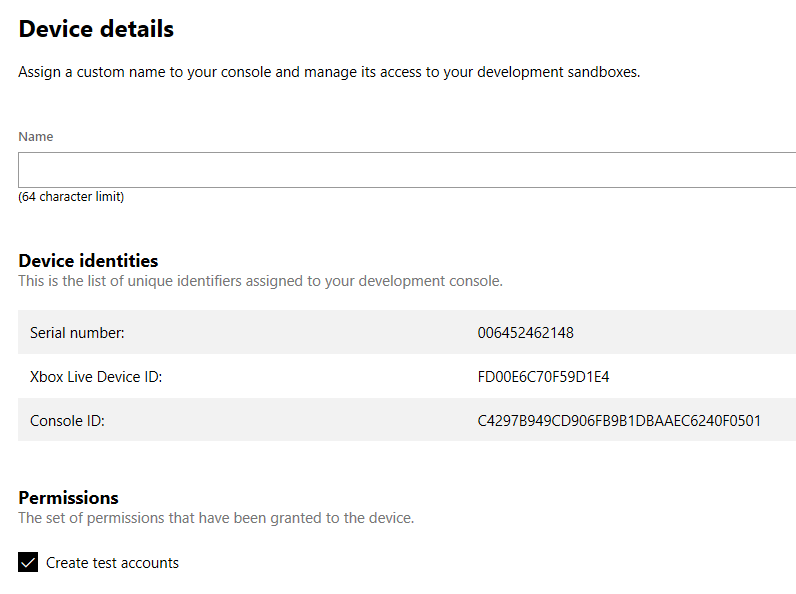 Device details
Assign a custom name to your console and manage its access to your development sandboxes.
Name
(64 character limit)
Device identities
This is the list of unique identifiers assigned to your development console.
Serial number: 006452462148
Xbox Live Device ID: FD00E6C70F59D1E4
Console ID: C4297B949CD906FB9B1DBAAEC6240F0501
Permissions
The set of permissions that have been granted to the device.
Create test accounts